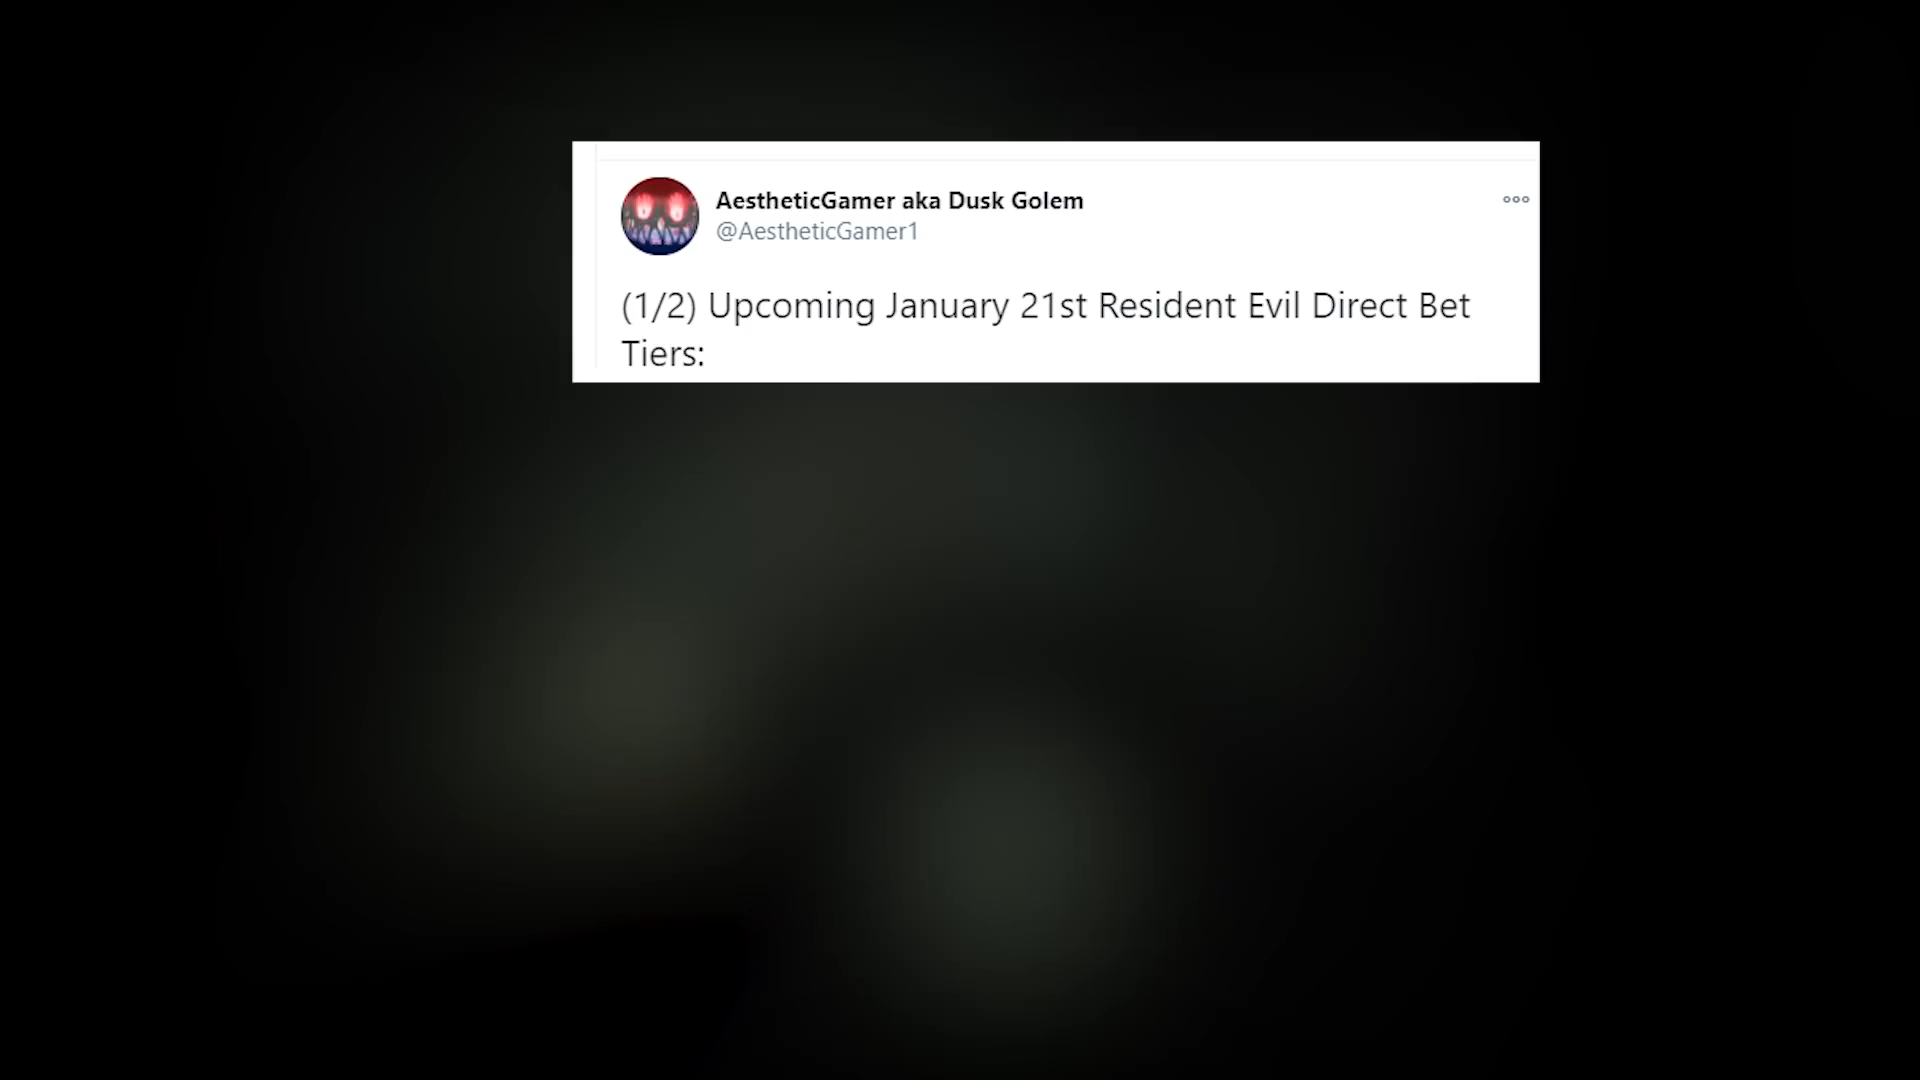 AestheticGamer aka Dusk Golem
@AestheticGamer1
(1/2) Upcoming January 21st Resident Evil Direct Bet
Tiers: